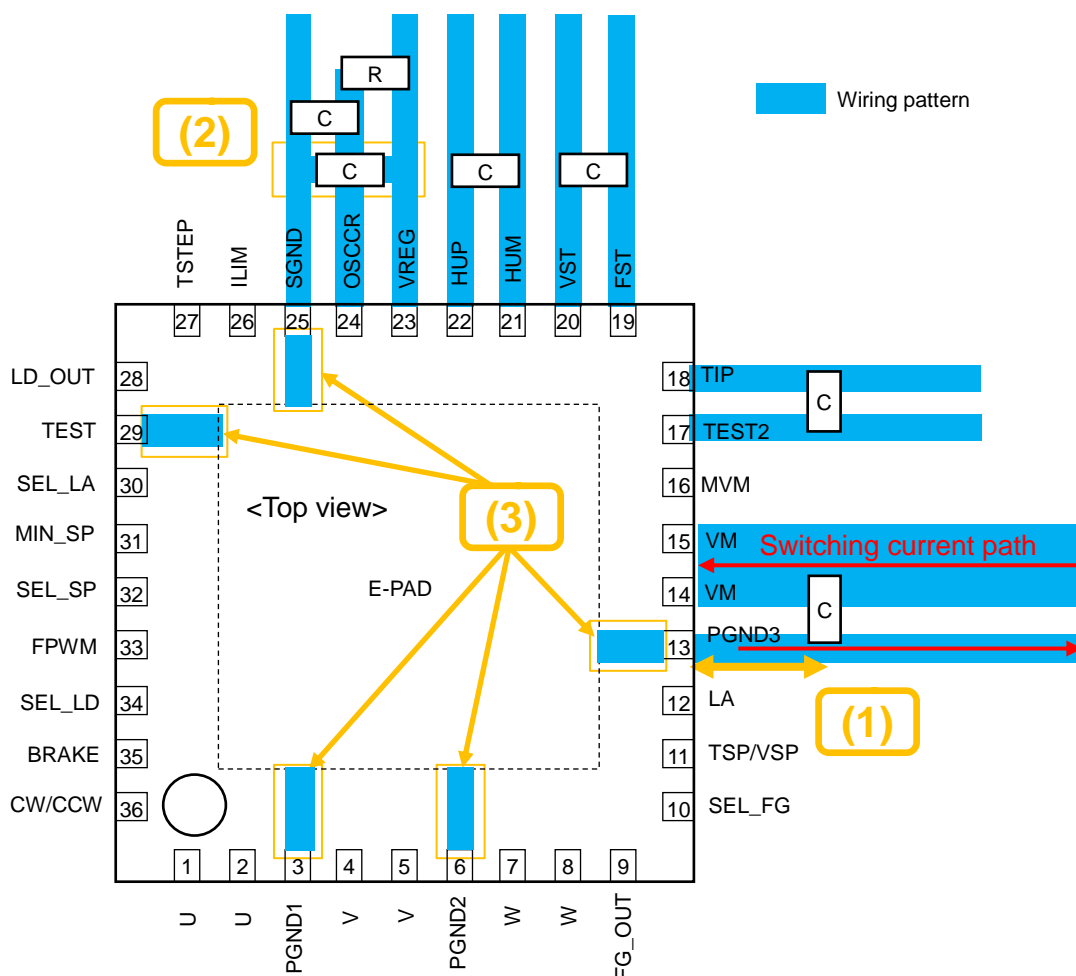 R
Wiring pattern
C
(2)
C
C
C
TSTEP
ILIM
SGND
OSCCR
VREG
HUP
HUM
VST
FST
27
26
25
24
23
22
21
20
19
LD_OUT
28
18
TIP
C
TEST
29
17
TEST2
SEL_LA
30
16
MVM
<Top view>
(3)
MIN_SP
31
15
VM
Switching current path
SEL_SP
32
E-PAD
14
VM
C
FPWM
33
13
PGND3
SEL_LD
34
12
LA
(1)
BRAKE
35
11
TSP/VSP
CW/CCW
36
10
SEL_FG
1
2
3
4
5
6
7
8
9
U
U
PGND1
V
V
PGND2
W
W
FG_OUT